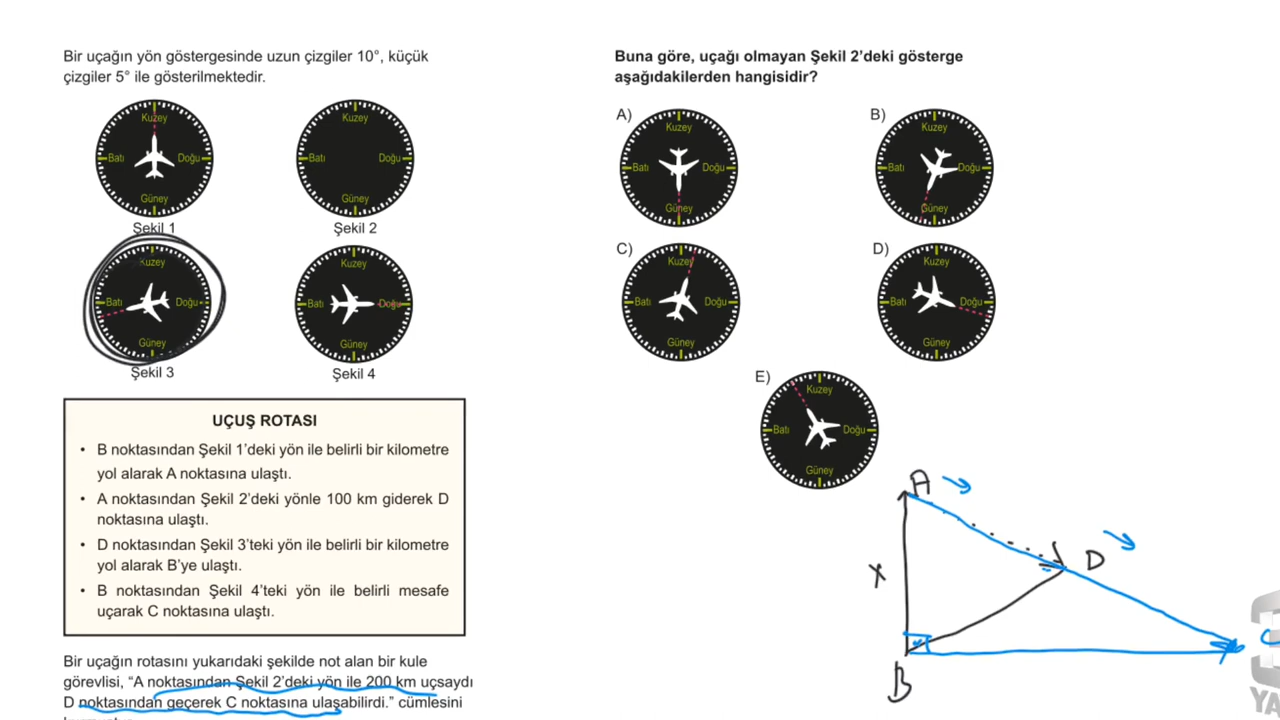 Bir uçağın yön göstergesinde uzun çizgiler 10°, küçük
çizgiler 5° ile gösterilmektedir.
Kuzey
Batı
Doğu
Güney
Şekil 1
Kuzey
Batı
Doğu
Güney
Şekil 2
Kuzey
Batı
Doğu
Güney
Şekil 3
Kuzey
Batı
Doğu
Güney
Şekil 4
UÇUŞ ROTASI
• B noktasından Şekil 1'deki yön ile belirli bir kilometre
yol alarak A noktasına ulaştı.
• A noktasından Şekil 2'deki yönle 100 km giderek D
noktasına ulaştı.
• D noktasından Şekil 3'teki yön ile belirli bir kilometre
yol alarak B'ye ulaştı.
• B noktasından Şekil 4'teki yön ile belirli mesafe
uçarak C noktasına ulaştı.
Bir uçağın rotasını yukarıdaki şekilde not alan bir kule
görevlisi, “A noktasından Şekil 2'deki yön ile 200 km uçsaydı
D noktasından geçerek C noktasına ulaşabilirdi.” cümlesini
Buna göre, uçağı olmayan Şekil 2'deki gösterge
aşağıdakilerden hangisidir?
A)
Kuzey
Batı
Doğu
Güney
B)
Kuzey
Batı
Doğu
Güney
C)
Kuzey
Batı
Doğu
Güney
D)
Kuzey
Batı
Doğu
Güney
E)
Kuzey
Batı
Doğu
Güney
A
D
x
B
C
YA